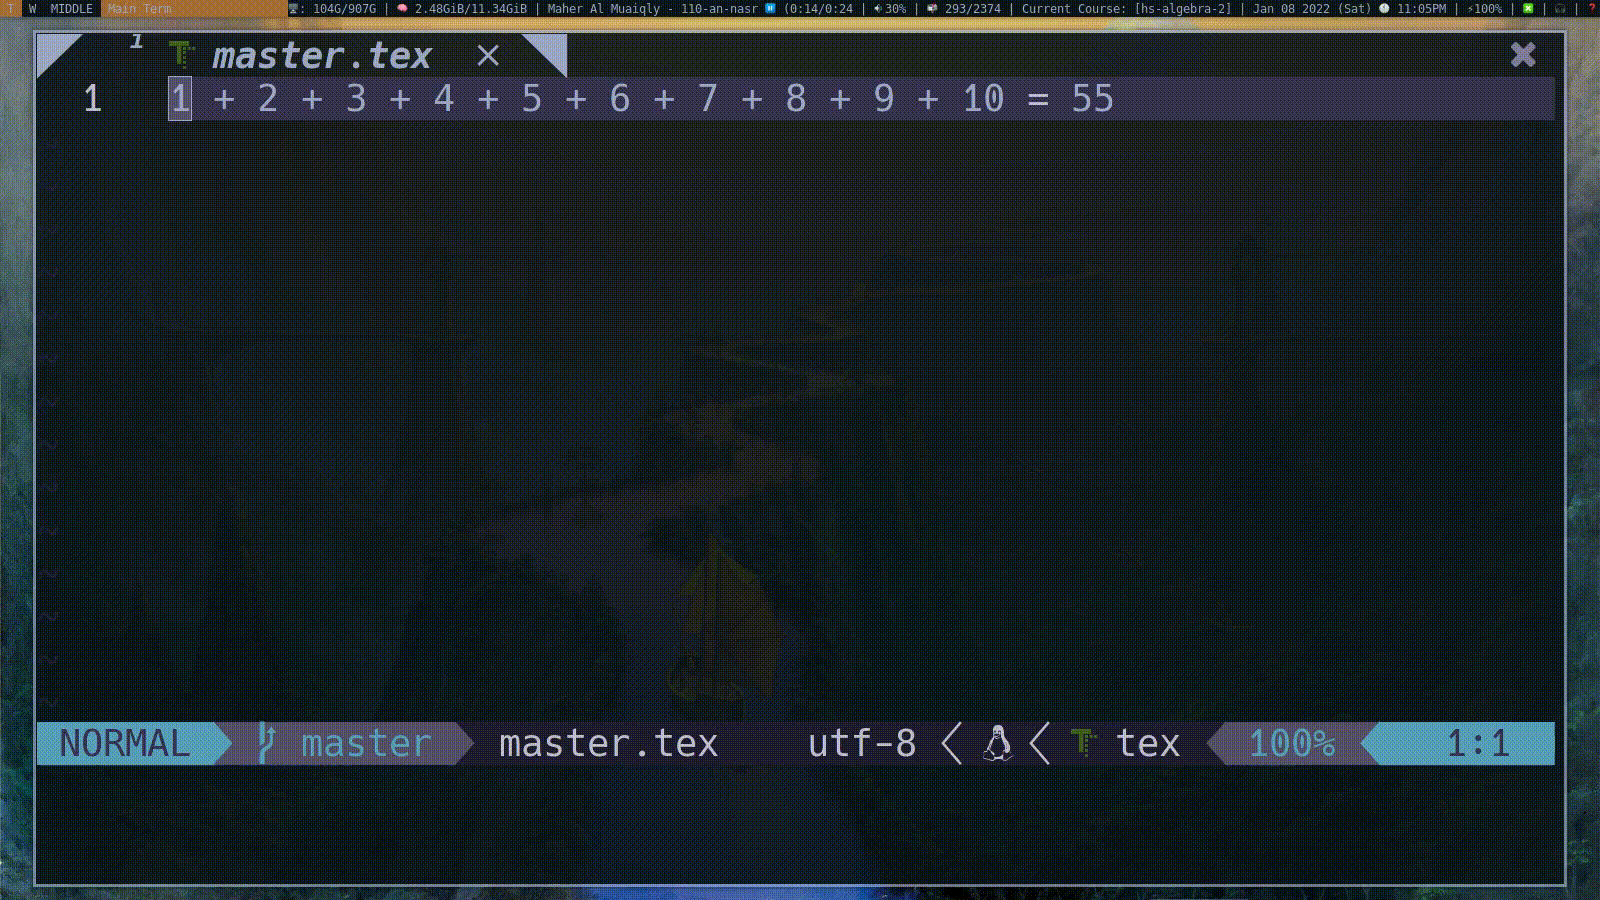 T W MIDDLE Main Term : 104G/907G | 2.48GiB/11.34GiB | Maher Al Muaiqly - 110-an-nasr (0:14/0:24 | 30% | 293/2374 | Current Course: [hs-algebra-2] | Jan 08 2022 (Sat) 11:05PM | ⚡100% | | |
1 master.tex ×
1 1 + 2 + 3 + 4 + 5 + 6 + 7 + 8 + 9 + 10 = 55
NORMAL master master.tex utf-8 tex 100% 1:1